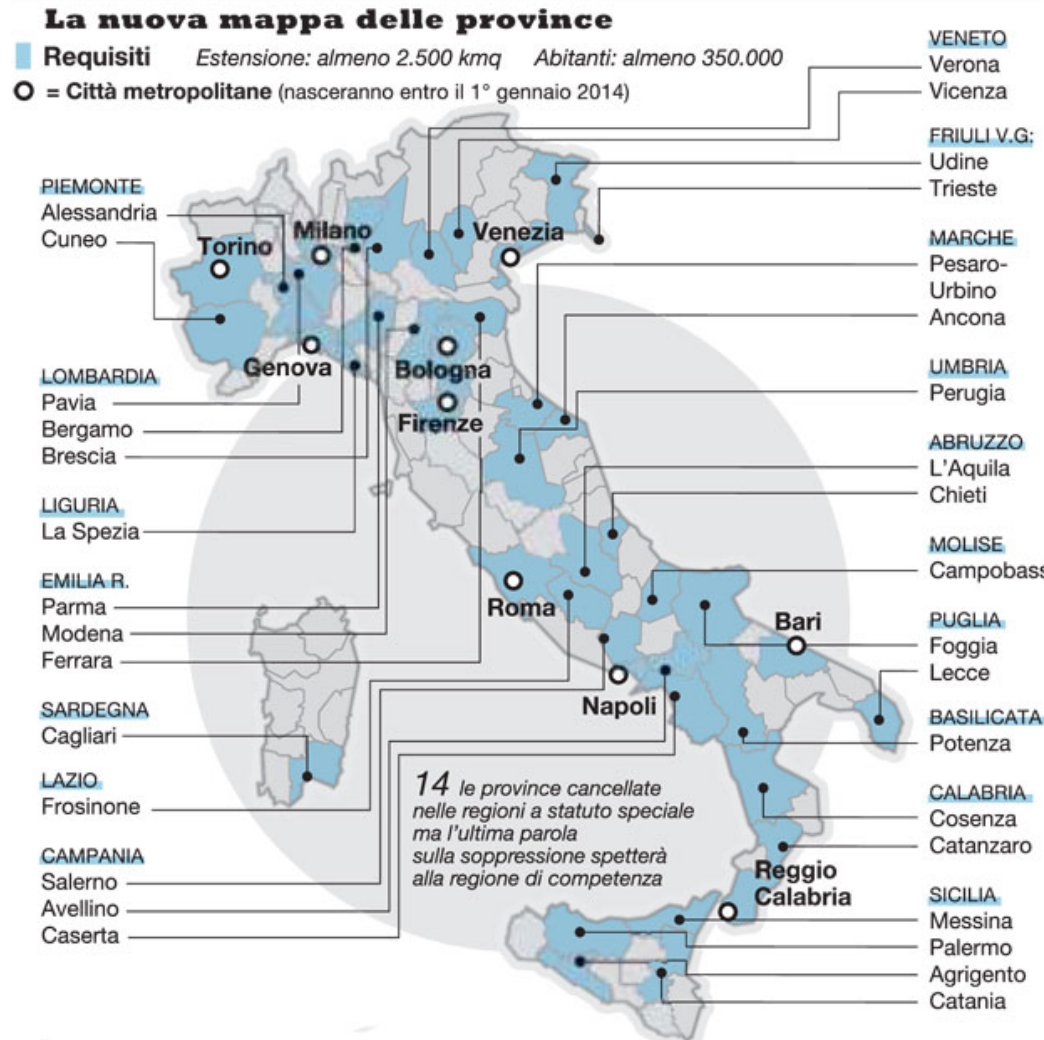 La nuova mappa delle province
Requisiti Estensione: almeno 2.500 kmq Abitanti: almeno 350.000
= Città metropolitane (nasceranno entro il 1° gennaio 2014)
PIEMONTE
Alessandria
Cuneo
LOMBARDIA
Pavia
Bergamo
Brescia
LIGURIA
La Spezia
EMILIA R.
Parma
Modena
Ferrara
SARDEGNA
Cagliari
LAZIO
Frosinone
CAMPANIA
Salerno
Avellino
Caserta
Torino
Milano
Venezia
Genova
Bologna
Firenze
Roma
Napoli
Bari
Reggio
Calabria
14 le province cancellate
nelle regioni a statuto speciale
ma l'ultima parola
sulla soppressione spetterà
alla regione di competenza
VENETO
Verona
Vicenza
FRIULI V.G:
Udine
Trieste
MARCHE
Pesaro-
Urbino
Ancona
UMBRIA
Perugia
ABRUZZO
L'Aquila
Chieti
MOLISE
Campobass
PUGLIA
Foggia
Lecce
BASILICATA
Potenza
CALABRIA
Cosenza
Catanzaro
SICILIA
Messina
Palermo
Agrigento
Catania